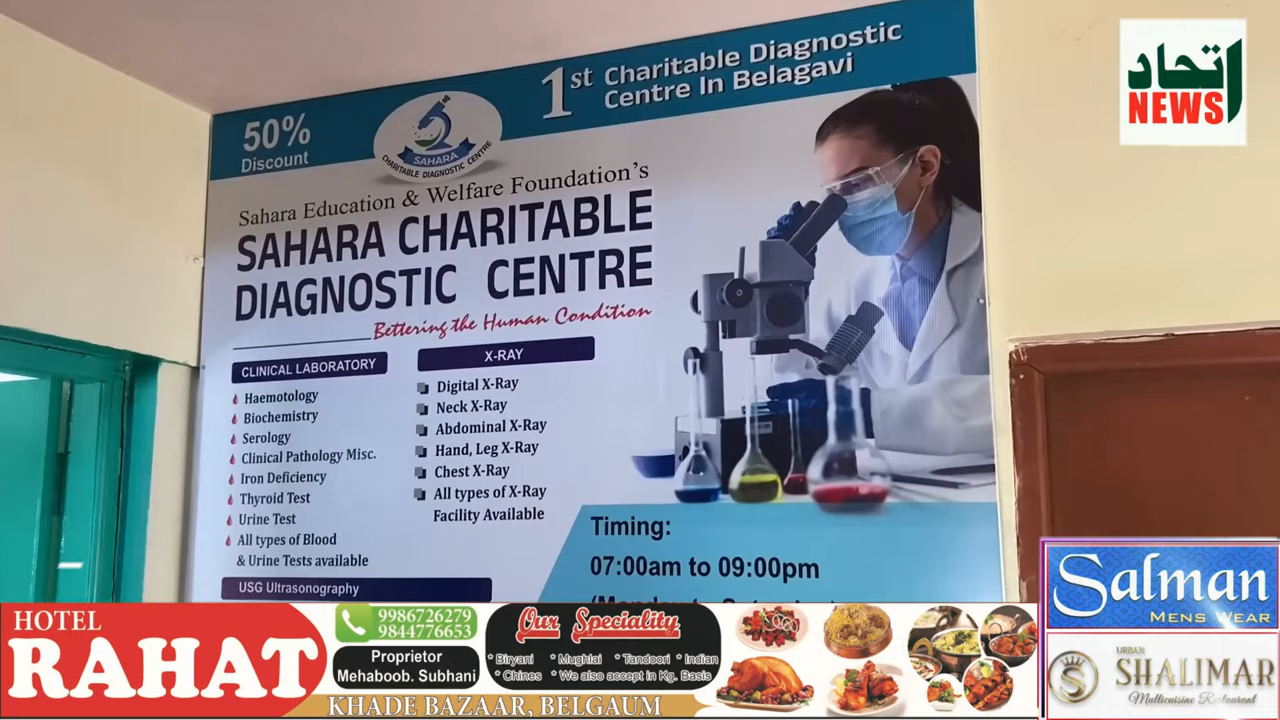 اتحاد
NEWS
1st Charitable Diagnostic
Centre In Belagavi
50%
Discount
SAHARA
CHARITABLE DIAGNOSTIC CENTRE
Sahara Education & Welfare Foundation's
SAHARA CHARITABLE
DIAGNOSTIC CENTRE
Bettering the Human Condition
CLINICAL LABORATORY
Haemotology
Biochemistry
Serology
Clinical Pathology Misc.
Iron Deficiency
Thyroid Test
Urine Test
All types of Blood
& Urine Tests available
X-RAY
Digital X-Ray
Neck X-Ray
Abdominal X-Ray
Hand, Leg X-Ray
Chest X-Ray
All types of X-Ray
Facility Available
USG Ultrasonography
Timing:
07:00am to 09:00pm
HOTEL
RAHAT
9986726279
9844776653
Proprietor
Mehaboob. Subhani
Our Speciality
* Biryani * Mughlai * Tandoori * Indian
* Chines * We also accept in Kg. Basis
KHADE BAZAAR, BELGAUM
Salman
MENS WEAR
URBAN
SHALIMAR
Multicuisine Restaurant